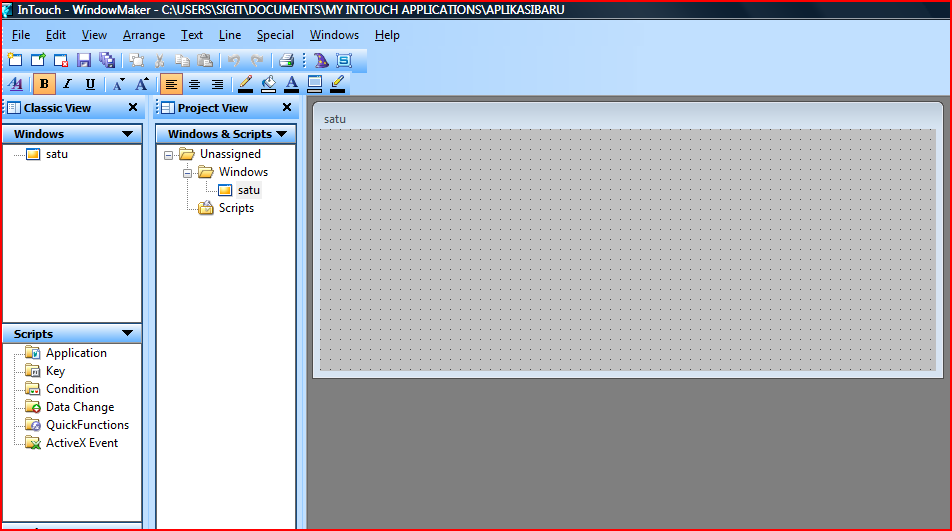 InTouch - WindowMaker - C:\USERS\SIGIT\DOCUMENTS\MY INTOUCH APPLICATIONS\APLIKASIBARU
File Edit View Arrange Text Line Special Windows Help
B I U A A A
Classic View
Windows
satu
Scripts
Application
Key
Condition
Data Change
QuickFunctions
ActiveX Event
Project View
Windows & Scripts
Unassigned
Windows
satu
Scripts
satu